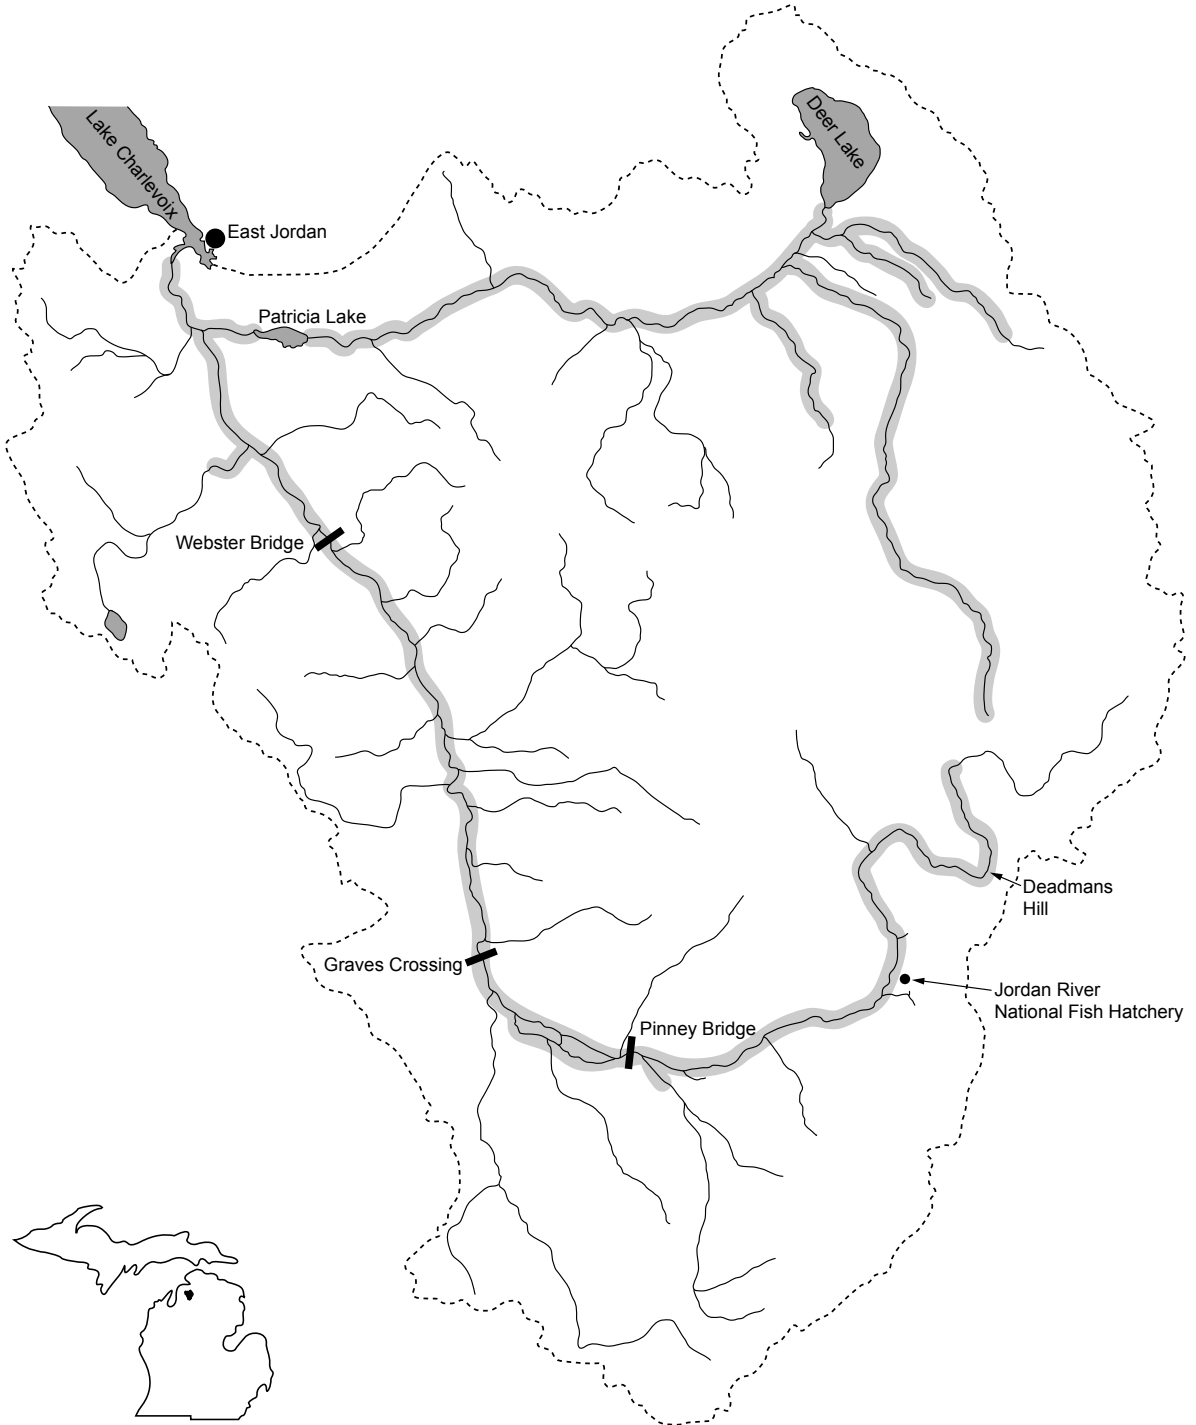 Deer Lake
Lake Charlevoix
East Jordan
Patricia Lake
Webster Bridge
Deadmans
Hill
Graves Crossing
Jordan River
National Fish Hatchery
Pinney Bridge